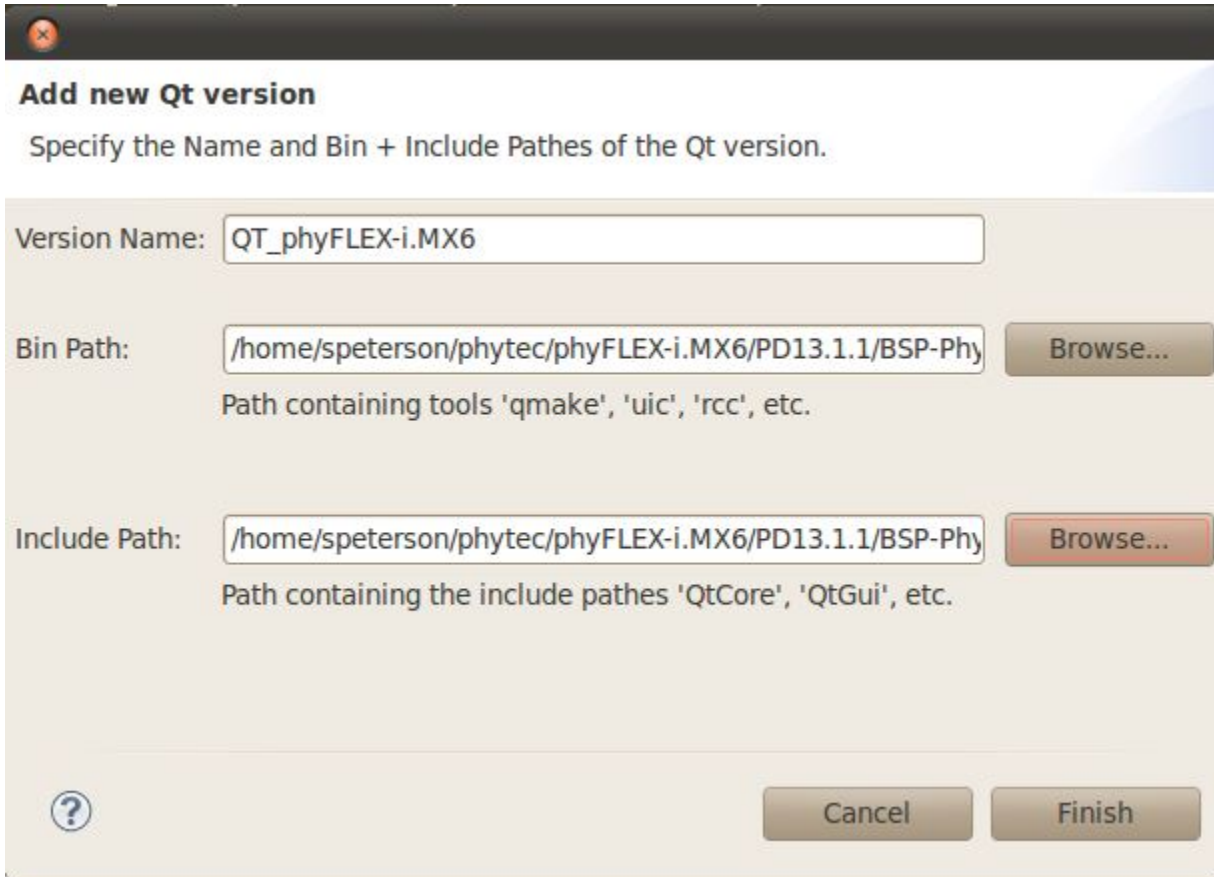 Add new Qt version
Specify the Name and Bin + Include Pathes of the Qt version.
Version Name: QT_phyFLEX-i.MX6
Bin Path: /home/speterson/phytec/phyFLEX-i.MX6/PD13.1.1/BSP-Phy Browse...
Path containing tools 'qmake', 'uic', 'rcc', etc.
Include Path: /home/speterson/phytec/phyFLEX-i.MX6/PD13.1.1/BSP-Phy Browse...
Path containing the include pathes 'QtCore', 'QtGui', etc.
? Cancel Finish